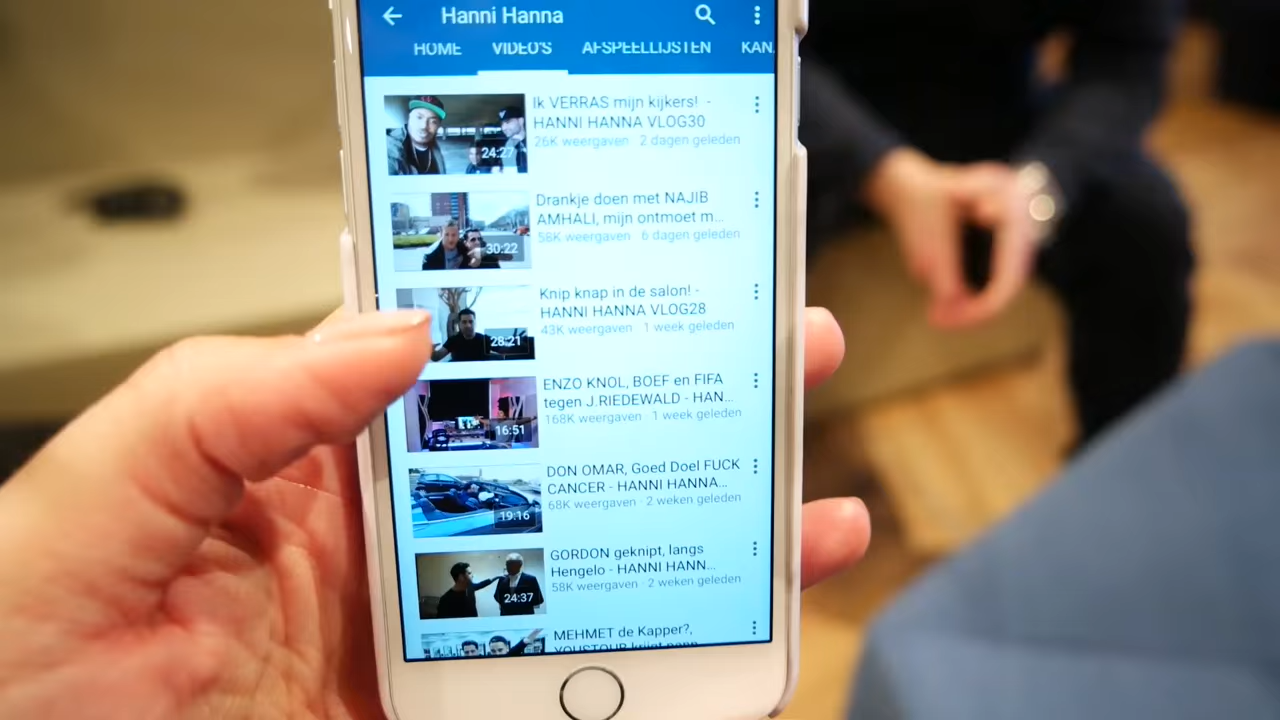 Hanni Hanna
HOME VIDEO'S AFSPEELLIJSTEN KAN
Ik VERRAS mijn kijkers! -
HANNI HANNA VLOG30
26K weergaven · 2 dagen geleden
24:27
Drankje doen met NAJIB
AMHALI, mijn ontmoet m...
58K weergaven · 6 dagen geleden
30:22
Knip knap in de salon! -
HANNI HANNA VLOG28
43K weergaven · 1 week geleden
28:21
ENZO KNOL, BOEF en FIFA
tegen J.RIEDEWALD - HAN...
168K weergaven · 1 week geleden
16:51
DON OMAR, Goed Doel FUCK
CANCER - HANNI HANNA...
68K weergaven · 2 weken geleden
19:16
GORDON geknipt, langs
Hengelo - HANNI HANN...
58K weergaven · 2 weken geleden
24:37
MEHMET de Kapper?,
YOUSTOUR krijgt